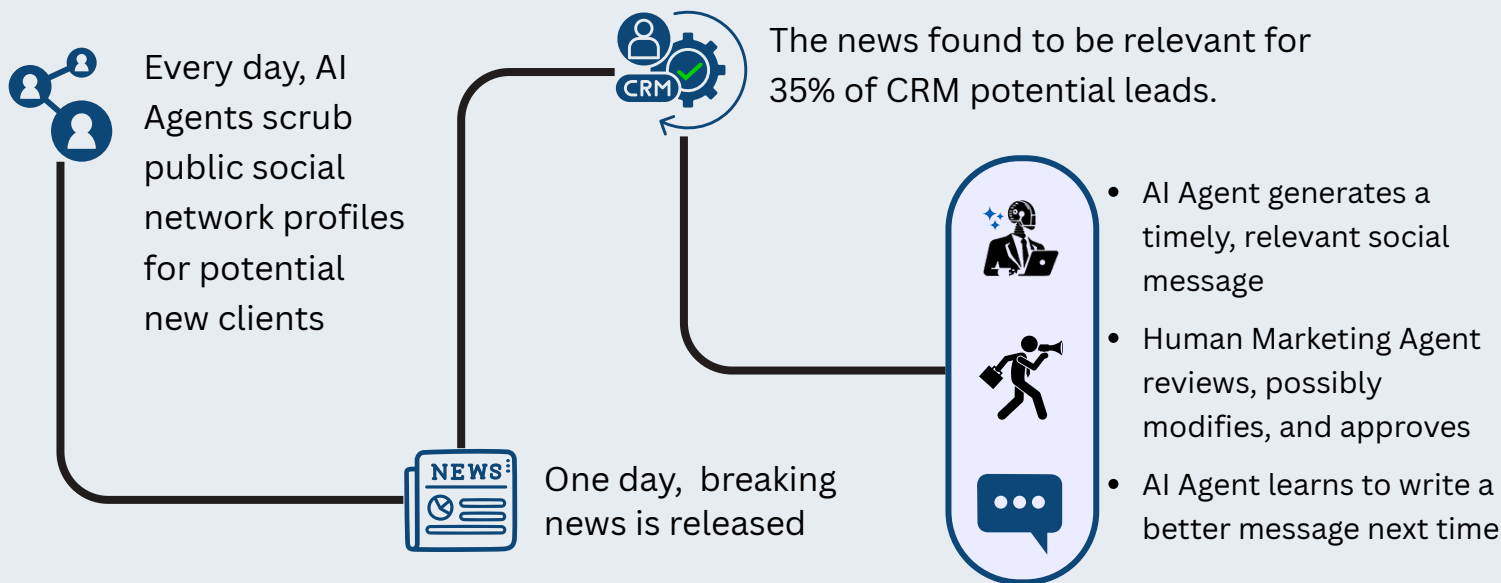 Every day, AI
Agents scrub
public social
network profiles
for potential
new clients
NEWS
One day, breaking
news is released
CRM
The news found to be relevant for
35% of CRM potential leads.
• AI Agent generates a
timely, relevant social
message
• Human Marketing Agent
reviews, possibly
modifies, and approves
• AI Agent learns to write a
better message next time